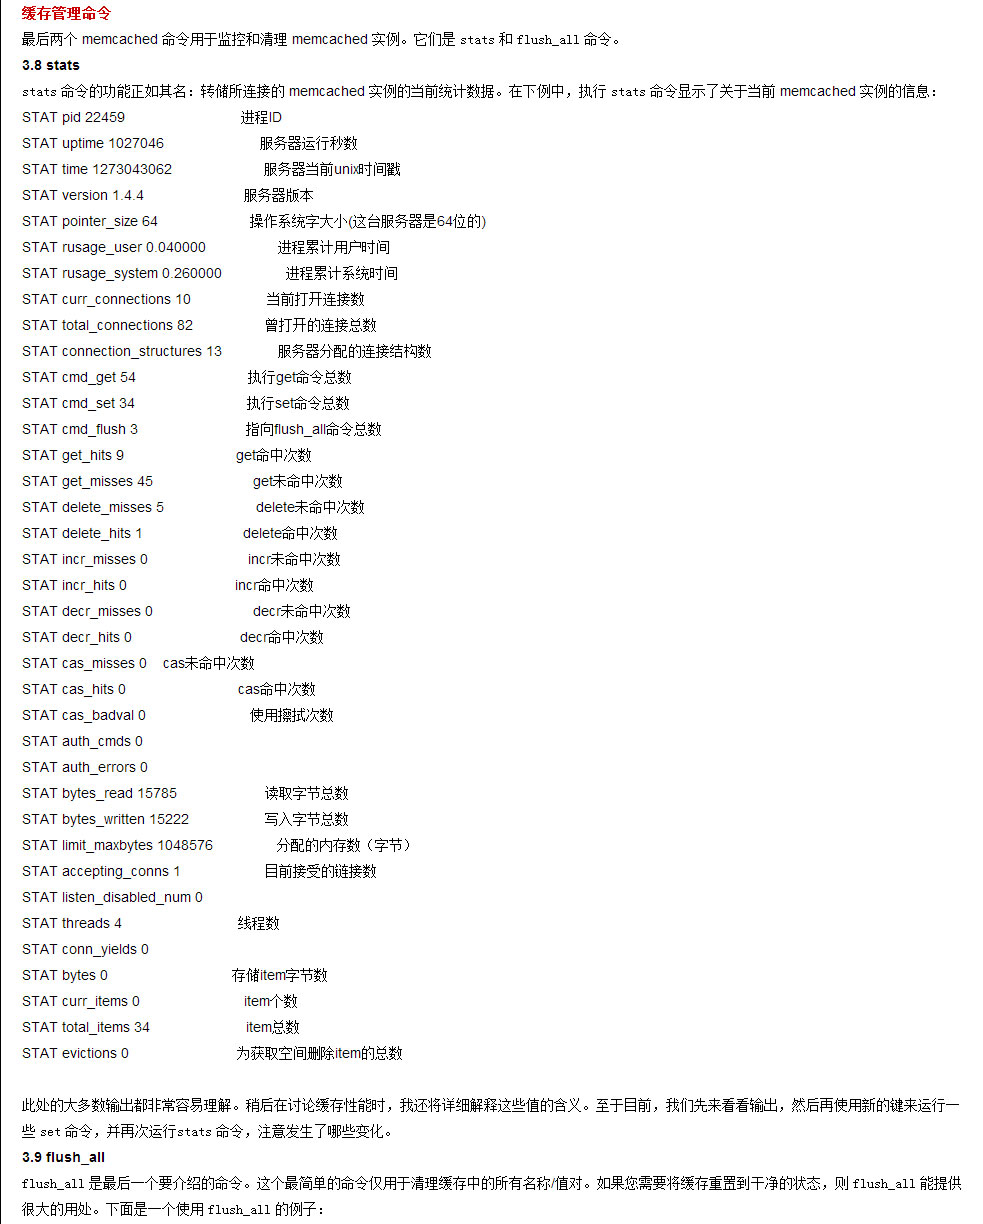 缓存管理命令
最后两个 memcached 命令用于监控和清理 memcached 实例。它们是 stats 和 flush_all 命令。
3.8 stats
stats 命令的功能正如其名：转储所连接的 memcached 实例的当前统计数据。在下例中，执行 stats 命令显示了关于当前 memcached 实例的信息：
STAT pid 22459 进程ID
STAT uptime 1027046 服务器运行秒数
STAT time 1273043062 服务器当前unix时间戳
STAT version 1.4.4 服务器版本
STAT pointer_size 64 操作系统字大小(这台服务器是64位的)
STAT rusage_user 0.040000 进程累计用户时间
STAT rusage_system 0.260000 进程累计系统时间
STAT curr_connections 10 当前打开连接数
STAT total_connections 82 曾打开的连接总数
STAT connection_structures 13 服务器分配的连接结构数
STAT cmd_get 54 执行get命令总数
STAT cmd_set 34 执行set命令总数
STAT cmd_flush 3 指向flush_all命令总数
STAT get_hits 9 get命中次数
STAT get_misses 45 get未命中次数
STAT delete_misses 5 delete未命中次数
STAT delete_hits 1 delete命中次数
STAT incr_misses 0 incr未命中次数
STAT incr_hits 0 incr命中次数
STAT decr_misses 0 decr未命中次数
STAT decr_hits 0 decr命中次数
STAT cas_misses 0 cas未命中次数
STAT cas_hits 0 cas命中次数
STAT cas_badval 0 使用擦拭次数
STAT auth_cmds 0
STAT auth_errors 0
STAT bytes_read 15785 读取字节总数
STAT bytes_written 15222 写入字节总数
STAT limit_maxbytes 1048576 分配的内存数（字节）
STAT accepting_conns 1 目前接受的链接数
STAT listen_disabled_num 0
STAT threads 4 线程数
STAT conn_yields 0
STAT bytes 0 存储item字节数
STAT curr_items 0 item个数
STAT total_items 34 item总数
STAT evictions 0 为获取空间删除item的总数
此处的大多数输出都非常容易理解。稍后在讨论缓存性能时，我还将详细解释这些值的含义。至于目前，我们先来看看输出，然后再使用新的键来运行一
些 set 命令，并再次运行stats 命令，注意发生了哪些变化。
3.9 flush_all
flush_all 是最后一个要介绍的命令。这个最简单的命令仅用于清理缓存中的所有名称/值对。如果您需要将缓存重置到干净的状态，则 flush_all 能提供
很大的用处。下面是一个使用 flush_all 的例子：